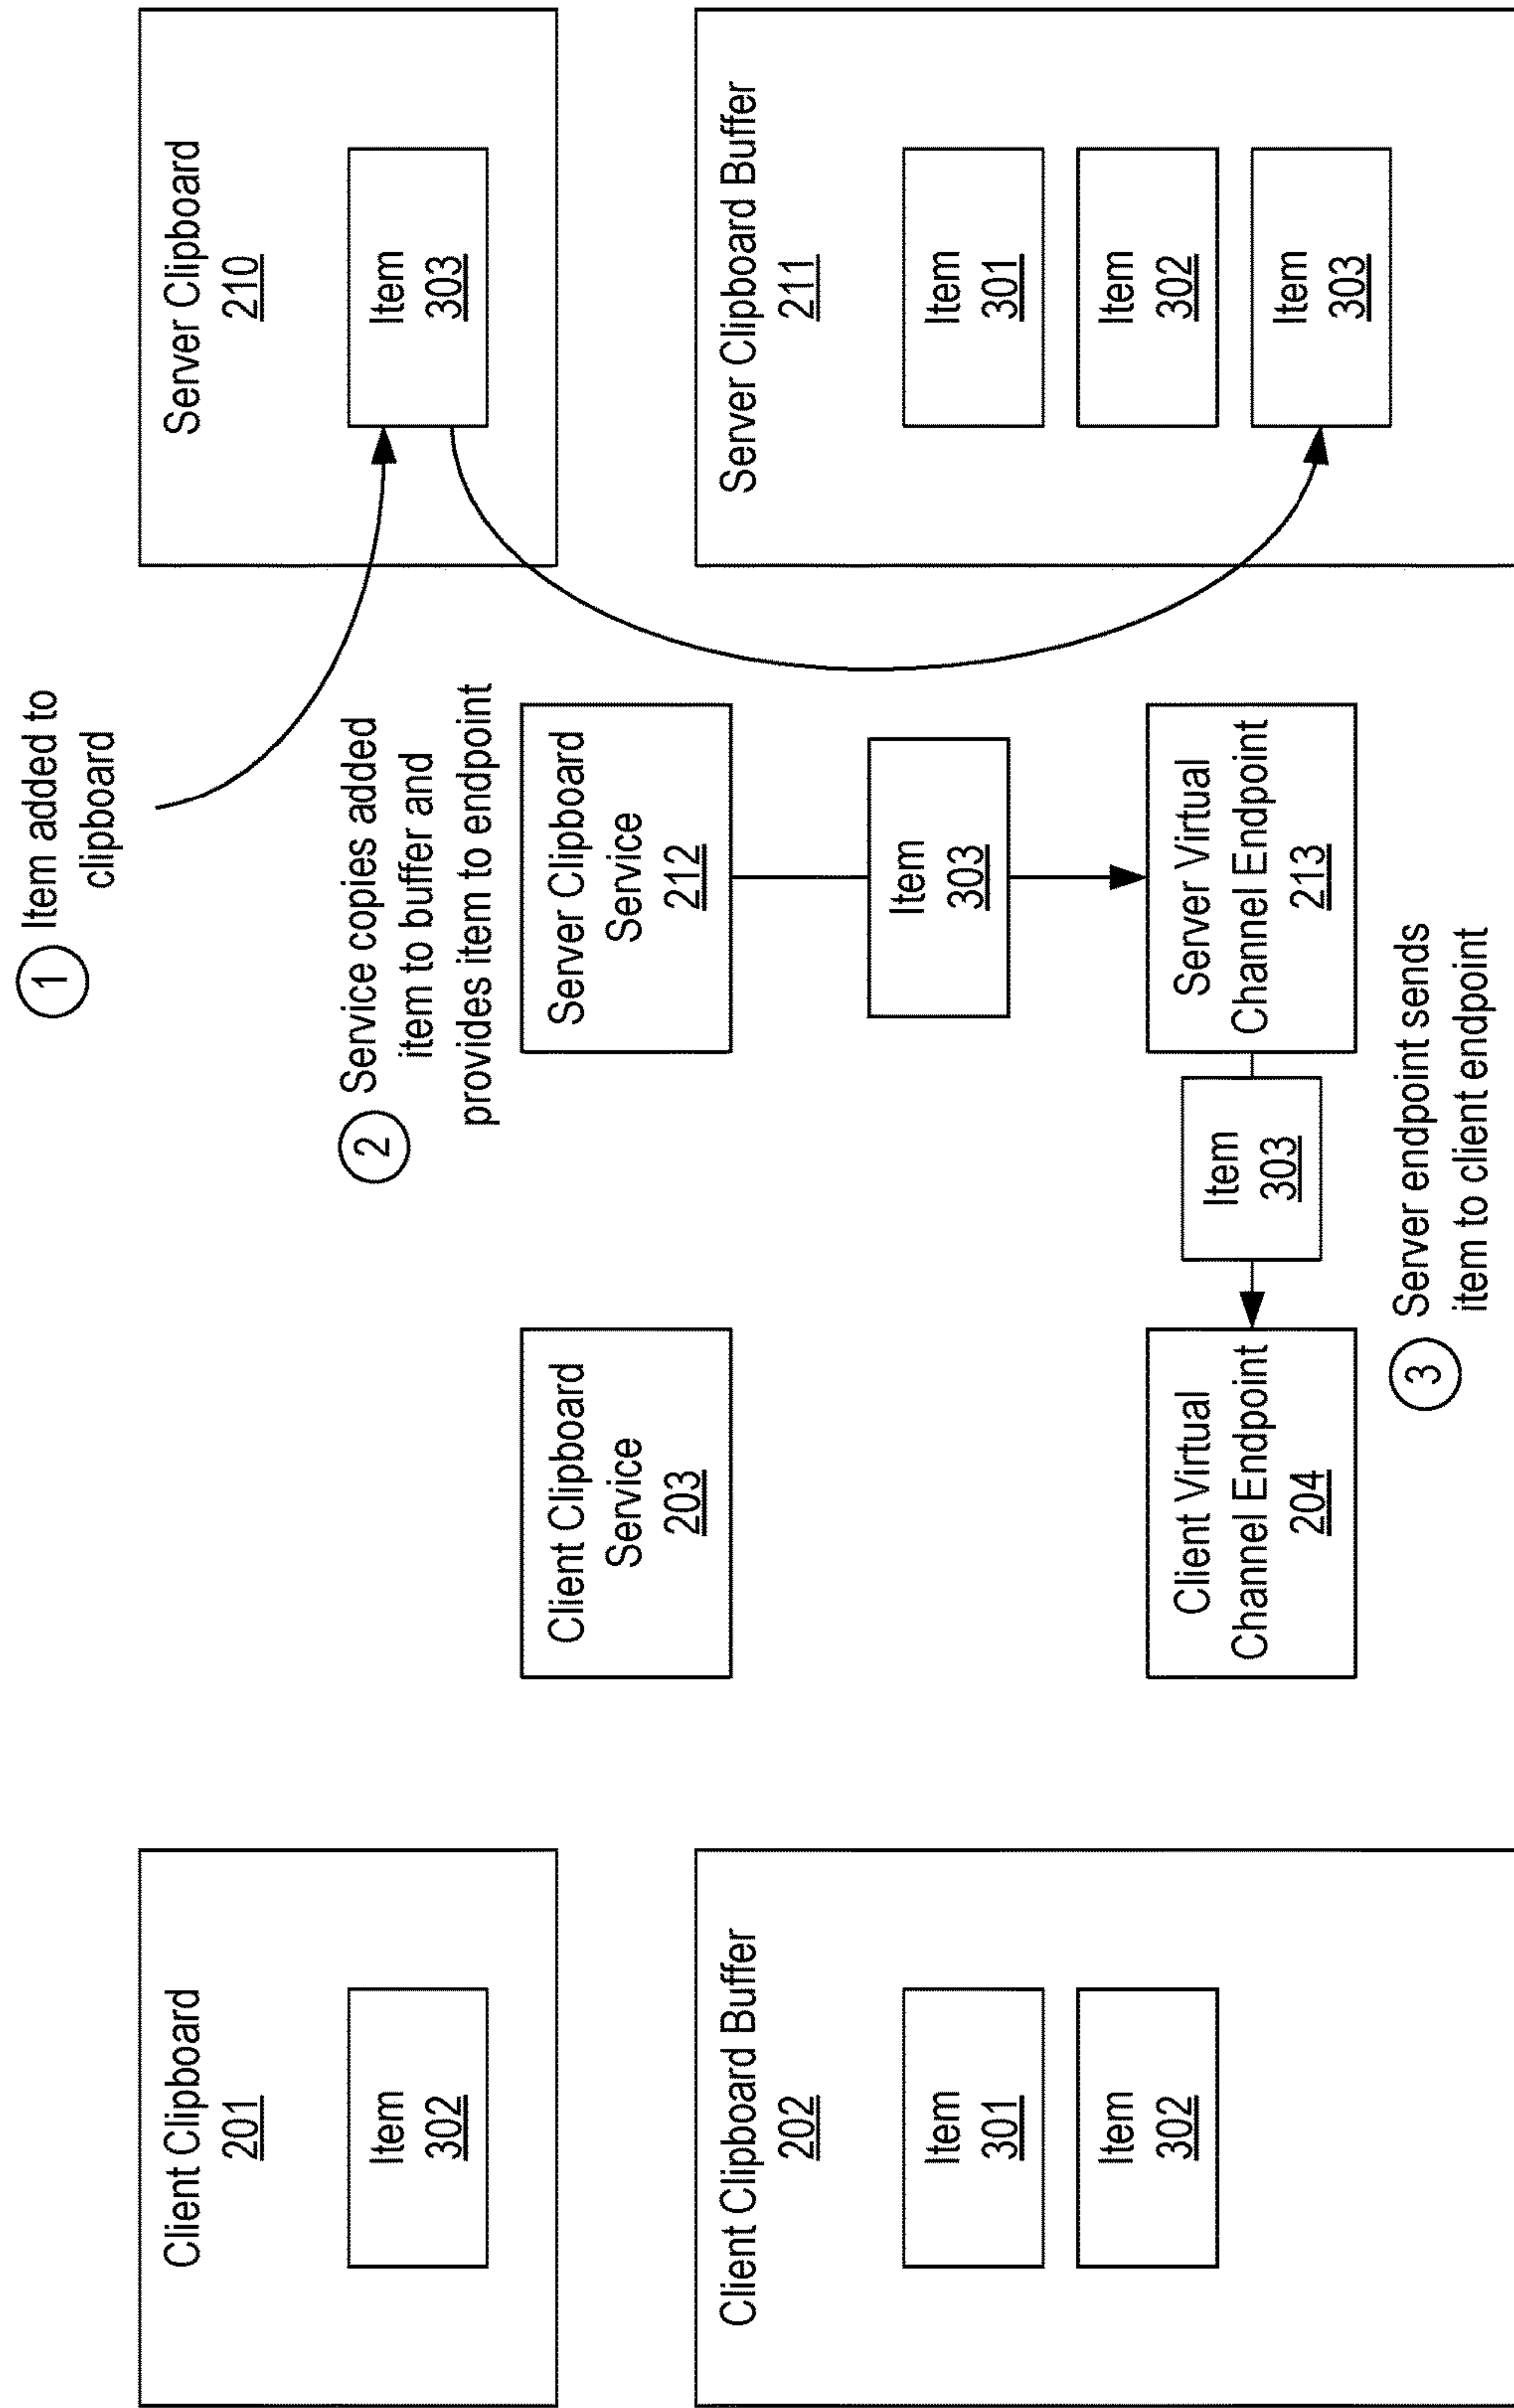 Client Clipboard
201
Item
302
Client Clipboard Buffer
202
Item
301
Item
302
Client Clipboard
Service
203
Client Virtual
Channel Endpoint
204
1
Item added to
clipboard
2
Service copies added
item to buffer and
provides item to endpoint
Server Clipboard
Service
212
Item
303
Item
303
Server Virtual
Channel Endpoint
213
3
Server endpoint sends
item to client endpoint
Server Clipboard
210
Item
303
Server Clipboard Buffer
211
Item
301
Item
302
Item
303